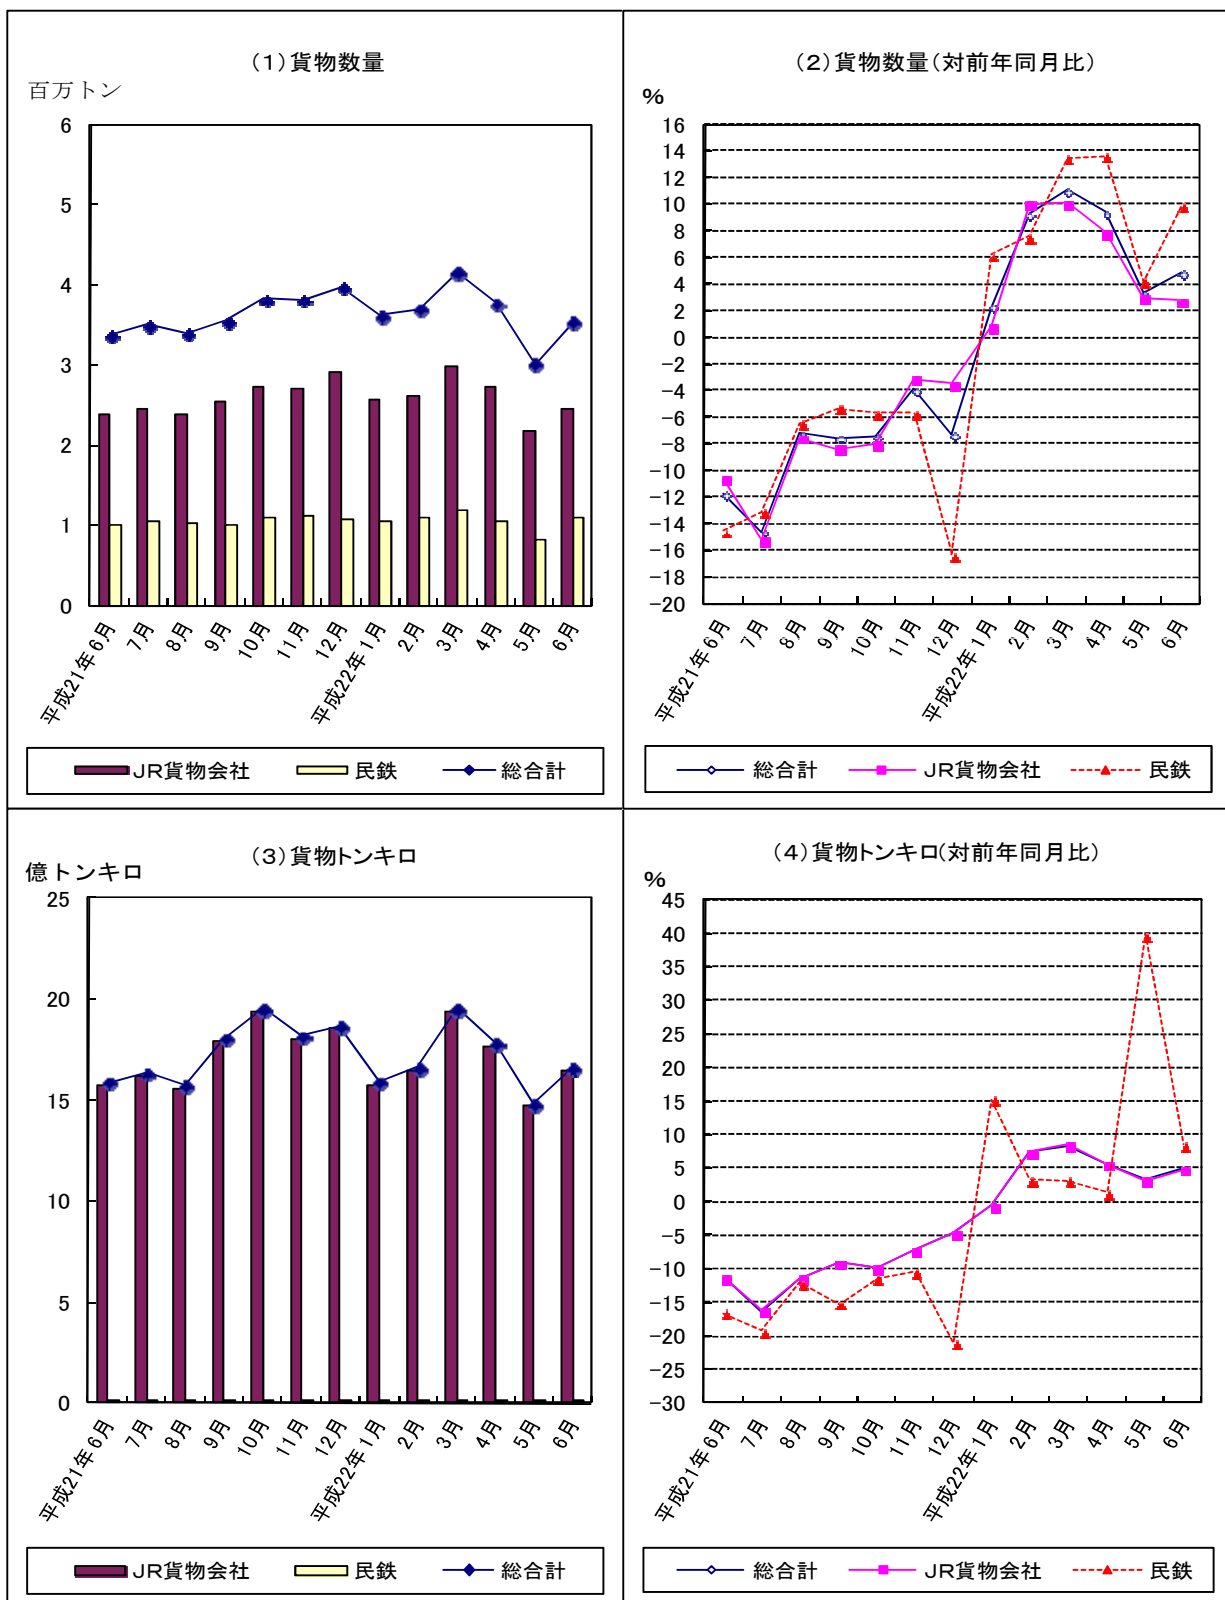 （１）貨物数量
百万トン
6
5
4
3
2
1
0
平成21年 6月
7月
8月
9月
10月
11月
12月
平成22年 1月
2月
3月
4月
5月
6月
ＪＲ貨物会社 民鉄 総合計
（２）貨物数量（対前年同月比）
％
16
14
12
10
8
6
4
2
0
−2
−4
−6
−8
−10
−12
−14
−16
−18
−20
平成21年 6月
7月
8月
9月
10月
11月
12月
平成22年 1月
2月
3月
4月
5月
6月
総合計 ＪＲ貨物会社 民鉄
（３）貨物トンキロ
億トンキロ
25
20
15
10
5
0
平成21年 6月
7月
8月
9月
10月
11月
12月
平成22年 1月
2月
3月
4月
5月
6月
ＪＲ貨物会社 民鉄 総合計
（４）貨物トンキロ（対前年同月比）
％
45
40
35
30
25
20
15
10
5
0
−5
−10
−15
−20
−25
−30
平成21年 6月
7月
8月
9月
10月
11月
12月
平成22年 1月
2月
3月
4月
5月
6月
総合計 ＪＲ貨物会社 民鉄